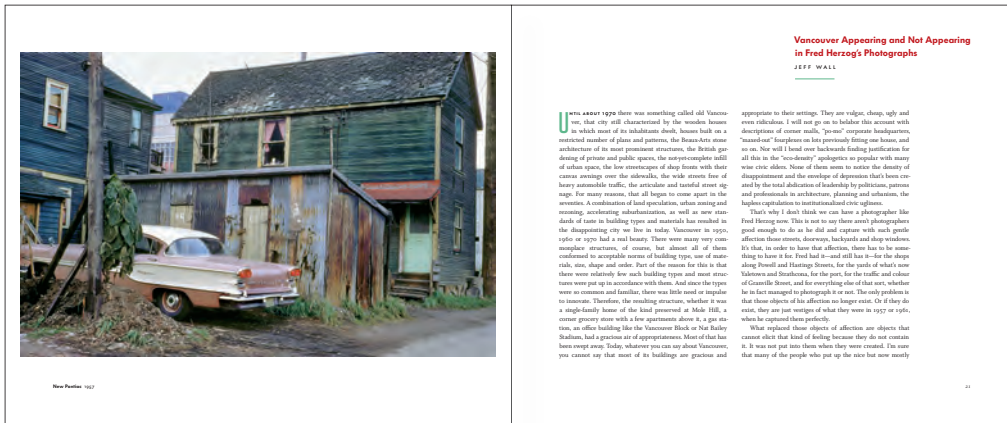 New Pontiac 1957
Vancouver Appearing and Not Appearing
in Fred Herzog's Photographs
JEFF WALL
UNTIL ABOUT 1970 there was something called old Vancou-
ver, that city still characterized by the wooden houses
in which most of its inhabitants dwelt, houses built on a
restricted number of plans and patterns, the Beaux-Arts stone
architecture of its most prominent structures, the British gar-
dening of private and public spaces, the not-yet-complete infill
of urban space, the low streetscapes of shop fronts with their
canvas awnings over the sidewalks, the wide streets free of
heavy automobile traffic, the articulate and tasteful street sig-
nage. For many reasons, that all began to come apart in the
seventies. A combination of land speculation, urban zoning and
rezoning, accelerating suburbanization, as well as new stan-
dards of taste in building types and materials has resulted in
the disappointing city we live in today. Vancouver in 1950,
1960 or 1970 had a real beauty. There were many very com-
monplace structures, of course, but almost all of them
conformed to acceptable norms of building type, use of mate-
rials, size, shape and order. Part of the reason for this is that
there were relatively few such building types and most struc-
tures were put up in accordance with them. And since the types
were so common and familiar, there was little need or impulse
to innovate. Therefore, the resulting structure, whether it was
a single-family home of the kind preserved at Mole Hill, a
corner grocery store with a few apartments above it, a gas sta-
tion, an office building like the Vancouver Block or Nat Bailey
Stadium, had a gracious air of appropriateness. Most of that has
been swept away. Today, whatever you can say about Vancouver,
you cannot say that most of its buildings are gracious and
appropriate to their settings. They are vulgar, cheap, ugly and
even ridiculous. I will not go on to belabor this account with
descriptions of corner malls, "po-mo" corporate headquarters,
"maxed-out" fourplexes on lots previously fitting one house, and
so on. Nor will I bend over backwards finding justification for
all this in the "eco-density" apologetics so popular with many
wise civic elders. None of them seem to notice the density of
disappointment and the envelope of depression that's been cre-
ated by the total abdication of leadership by politicians, patrons
and professionals in architecture, planning and urbanism, the
hapless capitulation to institutionalized civic ugliness.
That's why I don't think we can have a photographer like
Fred Herzog now. This is not to say there aren't photographers
good enough to do as he did and capture with such gentle
affection those streets, doorways, backyards and shop windows.
It's that, in order to have that affection, there has to be some-
thing to have it for. Fred had it—and still has it—for the shops
along Powell and Hastings Streets, for the yards of what's now
Yaletown and Strathcona, for the port, for the traffic and colour
of Granville Street, and for everything else of that sort, whether
he in fact managed to photograph it or not. The only problem is
that those objects of his affection no longer exist. Or if they do
exist, they are just vestiges of what they were in 1957 or 1961,
when he captured them perfectly.
What replaced those objects of affection are objects that
cannot elicit that kind of feeling because they do not contain
it. It was not put into them when they were created. I'm sure
that many of the people who put up the nice but now mostly
21